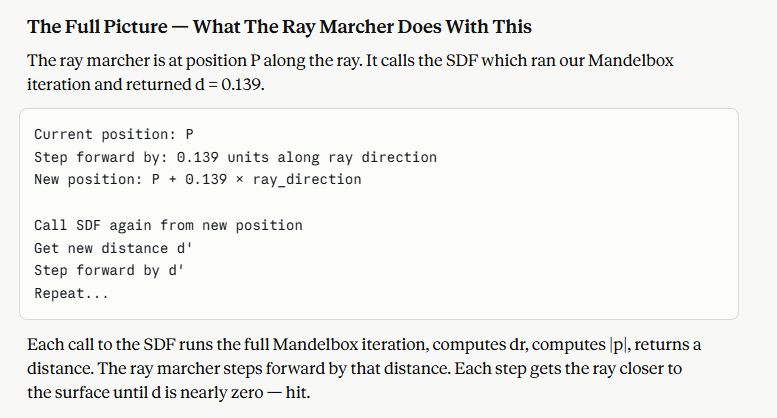 The Full Picture — What The Ray Marcher Does With This
The ray marcher is at position P along the ray. It calls the SDF which ran our Mandelbox
iteration and returned d = 0.139.
Current position: P
Step forward by: 0.139 units along ray direction
New position: P + 0.139 × ray_direction
Call SDF again from new position
Get new distance d'
Step forward by d'
Repeat...
Each call to the SDF runs the full Mandelbox iteration, computes dr, computes |p|, returns a
distance. The ray marcher steps forward by that distance. Each step gets the ray closer to
the surface until d is nearly zero — hit.